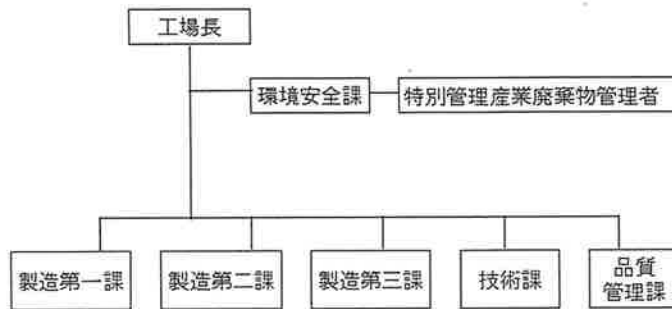 工場長
環境安全課
特別管理産業廃棄物管理者
製造第一課
製造第二課
製造第三課
技術課
品質
管理課